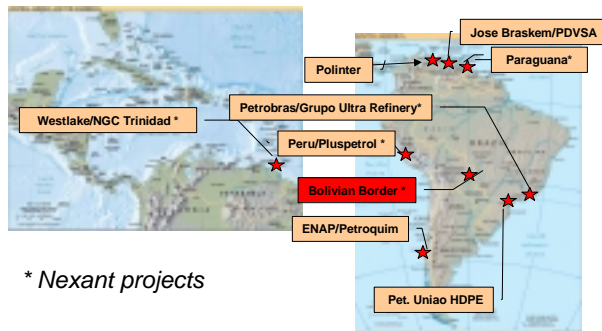 Jose Braskem/PDVSA
Polinter
Paraguana*
Petrobras/Grupo Ultra Refinery*
Westlake/NGC Trinidad *
Peru/Pluspetrol *
Bolivian Border *
ENAP/Petroquim
* Nexant projects
Pet. Uniao HDPE